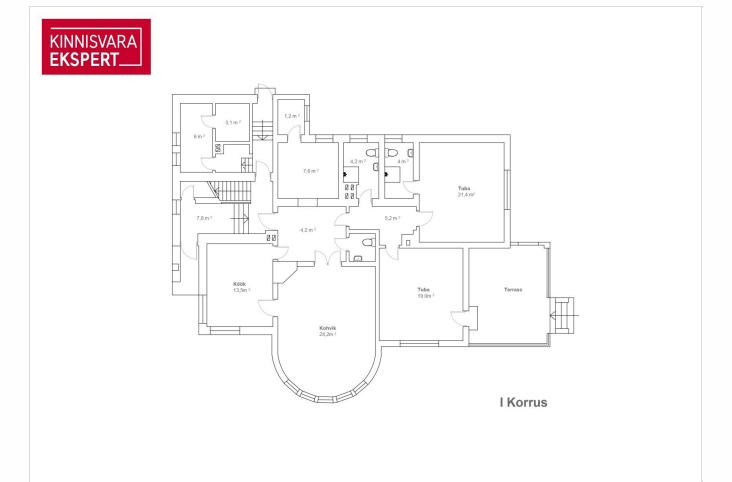 KINNISVARA
EKSPERT
1,2 m²
3,1 m²
6 m²
4,2 m²
4 m²
7,6 m²
Tuba
21,4 m²
7,8 m²
5,2 m²
4,2 m²
Köök
13,5m²
Tuba
19,9m²
Terrass
Kohvik
28,2m²
I Korrus